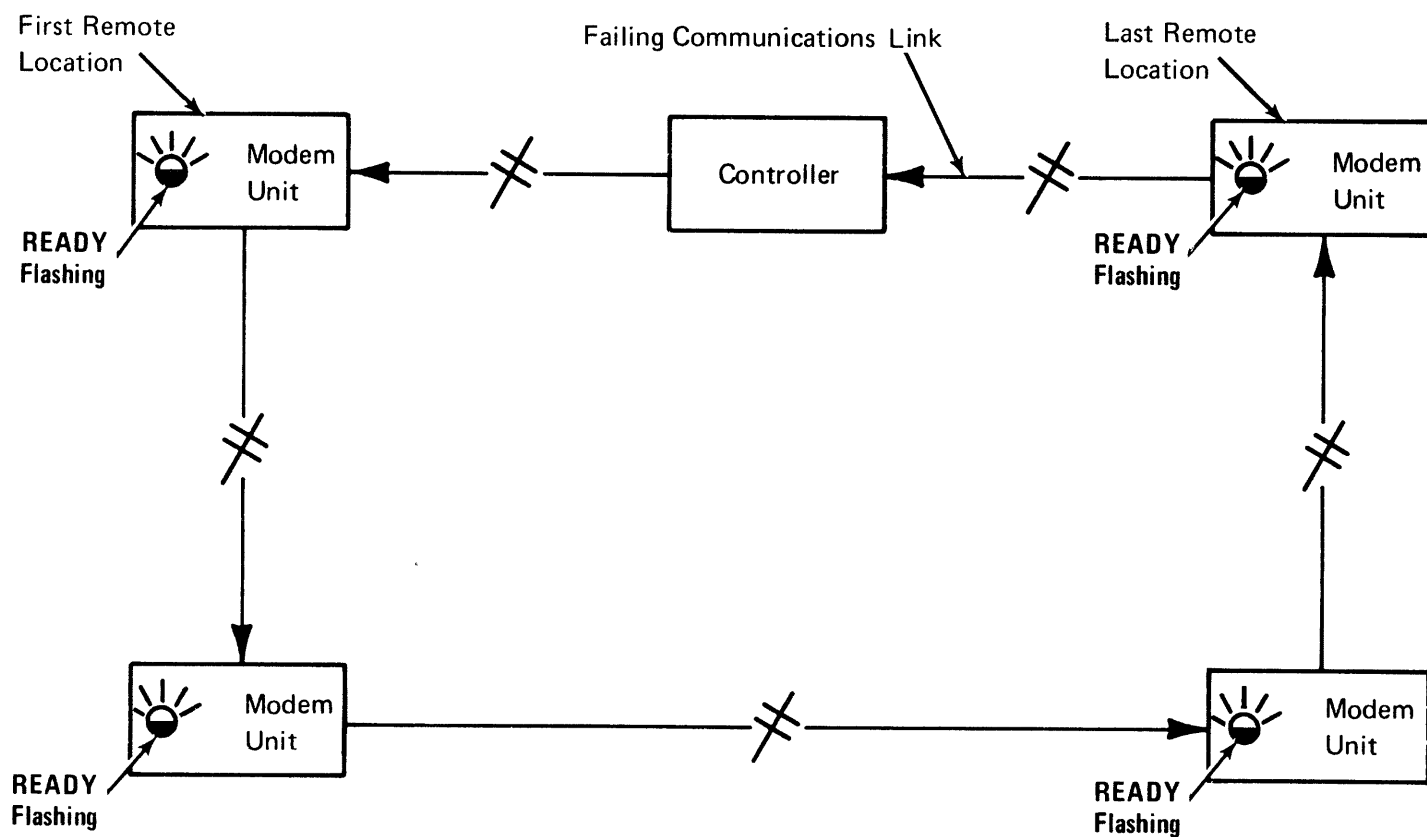 First Remote
Location
Failing Communications Link
Last Remote
Location
Modem
Unit
Controller
Modem
Unit
READY
Flashing
READY
Flashing
Modem
Unit
Modem
Unit
READY
Flashing
READY
Flashing